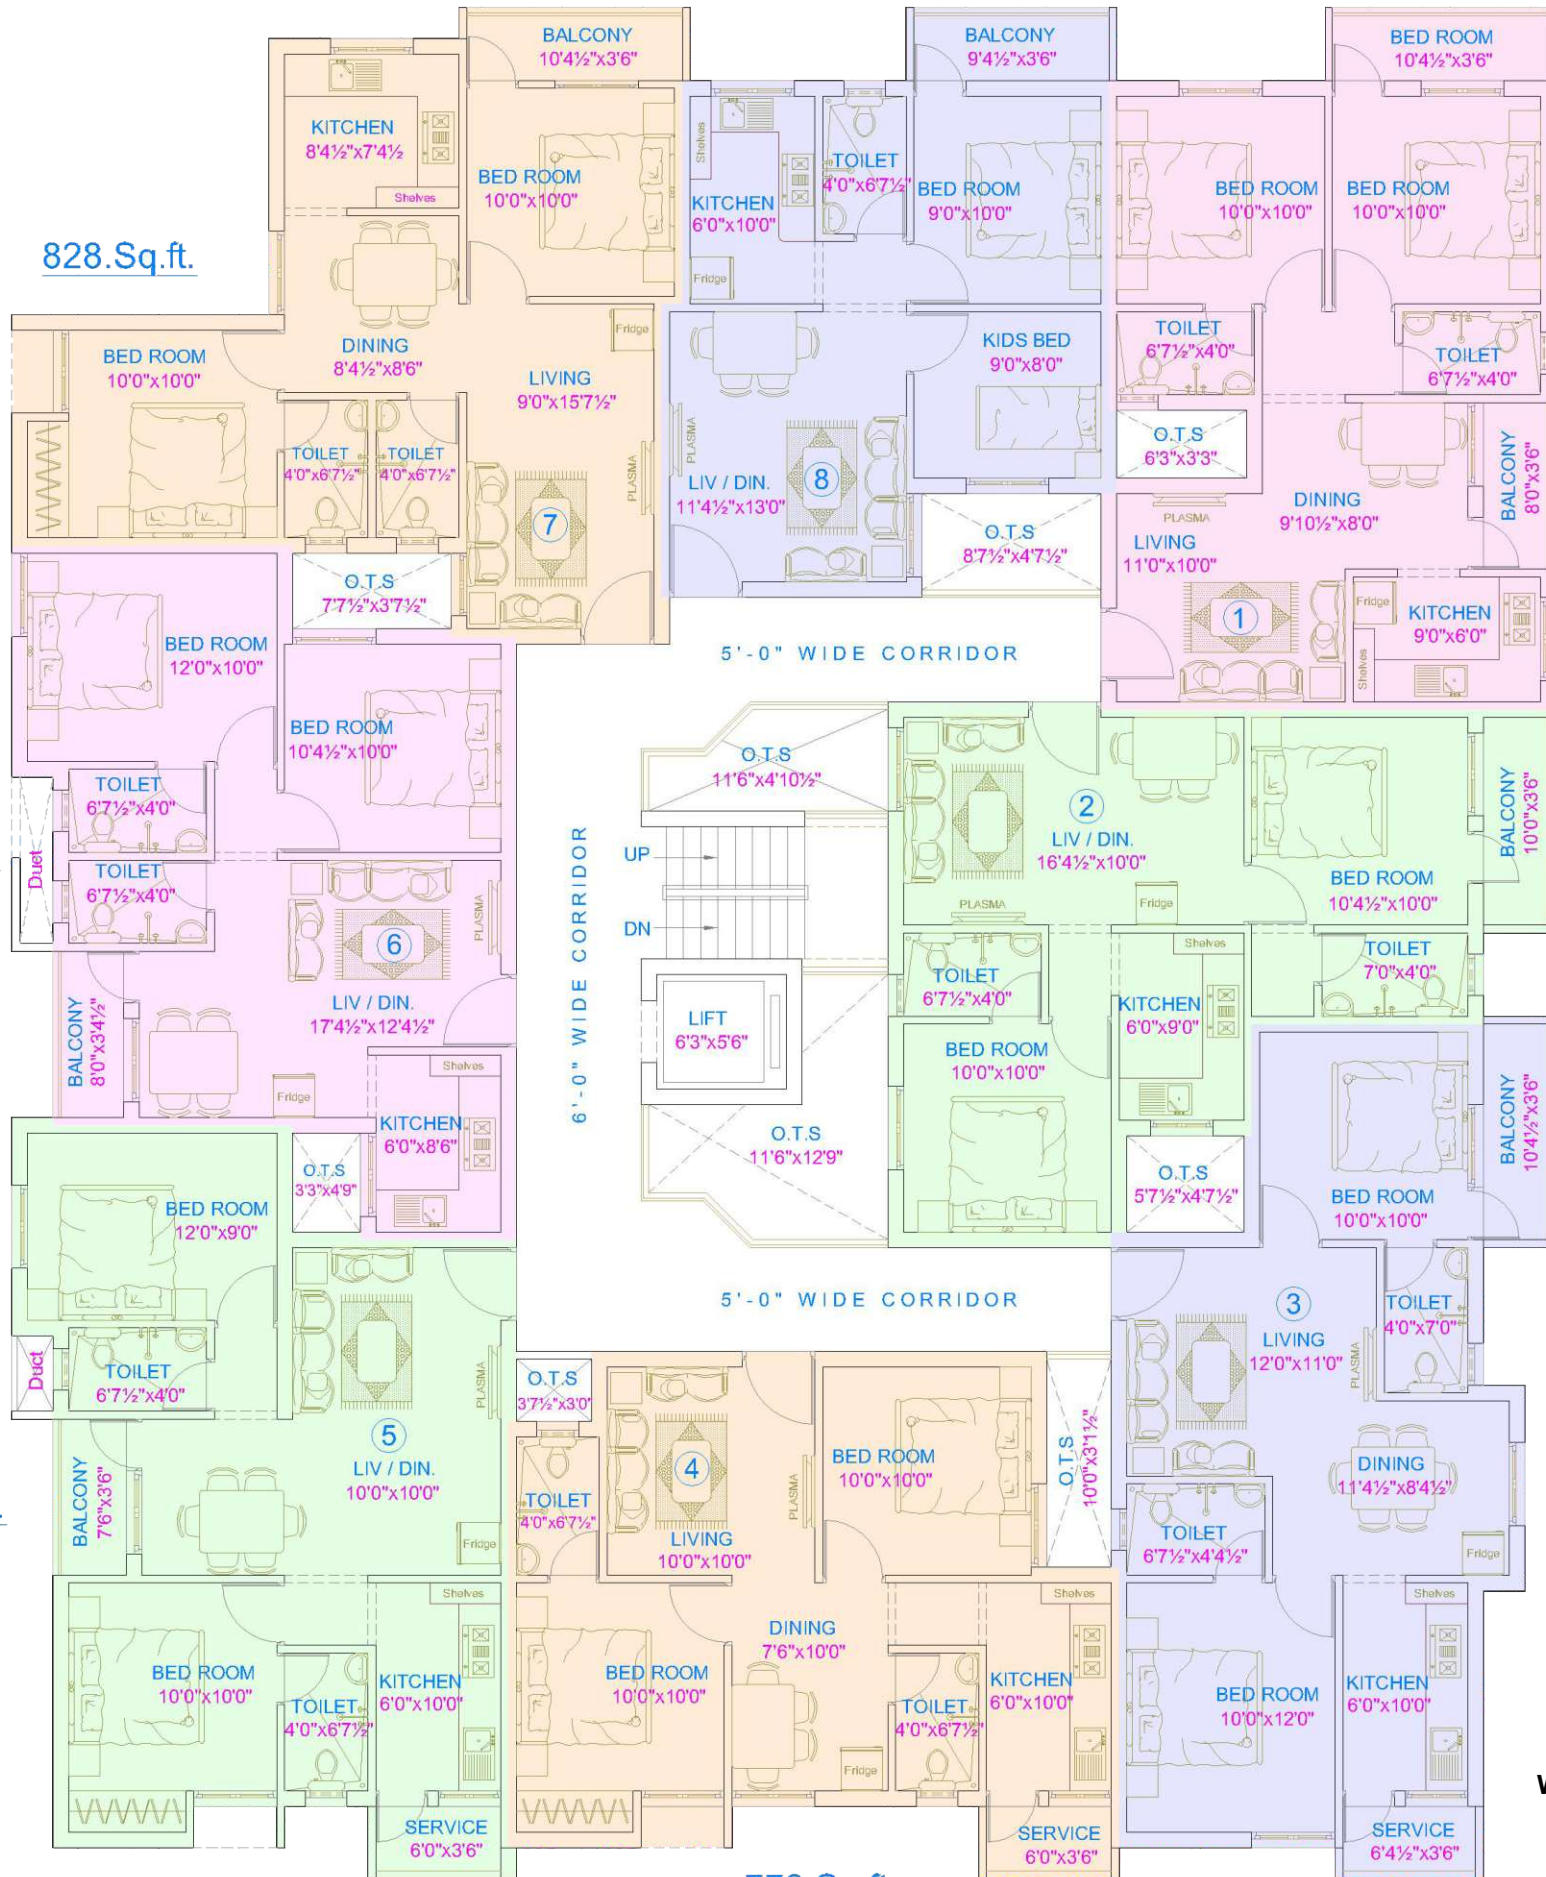 828.Sq.ft.
BALCONY
10'4½"x3'6"
KITCHEN
8'4½"x7'4½
Shelves
BED ROOM
10'0"x10'0"
DINING
8'4½"x8'6"
BED ROOM
10'0"x10'0"
Fridge
LIVING
9'0"x15'7½"
TOILET
4'0"x6'7½"
TOILET
4'0"x6'7½"
PLASMA
7
O.T.S
7'7½"x3'7½"
BALCONY
9'4½"x3'6"
Shelves
KITCHEN
6'0"x10'0"
Fridge
TOILET
4'0"x6'7½"
BED ROOM
9'0"x10'0"
KIDS BED
9'0"x8'0"
PLASMA
LIV / DIN.
11'4½"x13'0"
8
O.T.S
8'7½"x4'7½"
BED ROOM
10'4½"x3'6"
BED ROOM
10'0"x10'0"
BED ROOM
10'0"x10'0"
TOILET
6'7½"x4'0"
TOILET
6'7½"x4'0"
O.T.S
6'3"x3'3"
BALCONY
8'0"x3'6"
DINING
9'10½"x8'0"
PLASMA
LIVING
11'0"x10'0"
1
Fridge
KITCHEN
9'0"x6'0"
Shelves
5'-0" WIDE CORRIDOR
BED ROOM
12'0"x10'0"
BED ROOM
10'4½"x10'0"
TOILET
6'7½"x4'0"
Duct
TOILET
6'7½"x4'0"
PLASMA
6
LIV / DIN.
17'4½"x12'4½"
BALCONY
8'0"x3'4½"
Fridge
Shelves
KITCHEN
6'0"x8'6"
O.T.S
3'3"x4'9"
6'-0" WIDE CORRIDOR
O.T.S
11'6"x4'10½"
UP
DN
LIFT
6'3"x5'6"
O.T.S
11'6"x12'9"
2
LIV / DIN.
16'4½"x10'0"
PLASMA
Fridge
BED ROOM
10'4½"x10'0"
BALCONY
10'0"x3'6"
TOILET
6'7½"x4'0"
Shelves
KITCHEN
6'0"x9'0"
TOILET
7'0"x4'0"
BED ROOM
10'0"x10'0"
O.T.S
5'7½"x4'7½"
BALCONY
10'4½"x3'6"
BED ROOM
10'0"x10'0"
5'-0" WIDE CORRIDOR
3
LIVING
12'0"x11'0"
PLASMA
TOILET
4'0"x7'0"
DINING
11'4½"x8'4½"
Fridge
TOILET
6'7½"x4'4½"
Shelves
BED ROOM
10'0"x12'0"
KITCHEN
6'0"x10'0"
SERVICE
6'4½"x3'6"
BED ROOM
12'0"x9'0"
Duct
TOILET
6'7½"x4'0"
PLASMA
5
LIV / DIN.
10'0"x10'0"
BALCONY
7'6"x3'6"
Fridge
Shelves
BED ROOM
10'0"x10'0"
TOILET
4'0"x6'7½"
KITCHEN
6'0"x10'0"
SERVICE
6'0"x3'6"
O.T.S
3'7½"x3'0"
TOILET
4'0"x6'7½"
4
LIVING
10'0"x10'0"
PLASMA
BED ROOM
10'0"x10'0"
O.T.S
10'0"x3'1½"
DINING
7'6"x10'0"
BED ROOM
10'0"x10'0"
Fridge
TOILET
4'0"x6'7½"
Shelves
KITCHEN
6'0"x10'0"
SERVICE
6'0"x3'6"